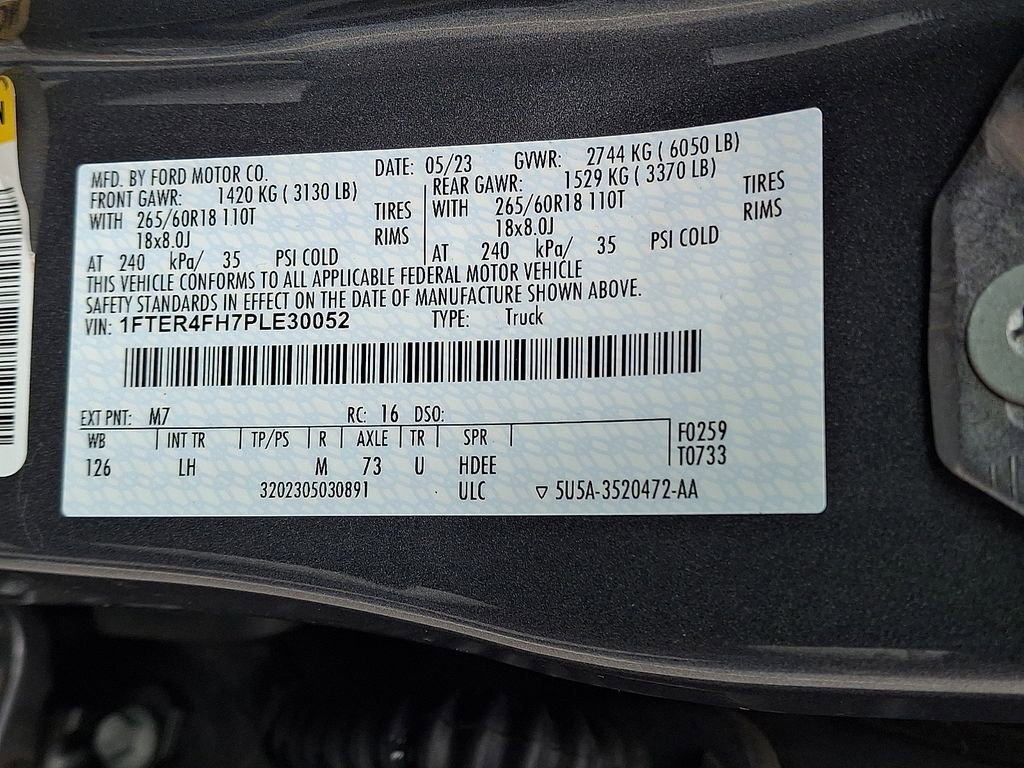 MFD. BY FORD MOTOR CO. DATE: 05/23 GVWR: 2744 KG ( 6050 LB)
FRONT GAWR: 1420 KG ( 3130 LB) REAR GAWR: 1529 KG ( 3370 LB)
WITH 265/60R18 110T TIRES WITH 265/60R18 110T TIRES
18x8.0J RIMS 18x8.0J RIMS
AT 240 kPa/ 35 PSI COLD AT 240 kPa/ 35 PSI COLD
THIS VEHICLE CONFORMS TO ALL APPLICABLE FEDERAL MOTOR VEHICLE
SAFETY STANDARDS IN EFFECT ON THE DATE OF MANUFACTURE SHOWN ABOVE.
VIN: 1FTER4FH7PLE30052 TYPE: Truck
EXT PNT: M7 RC: 16 DSO:
WB INT TR TP/PS R AXLE TR SPR F0259
126 LH M 73 U HDEE T0733
3202305030891 ULC ▽ 5U5A-3520472-AA